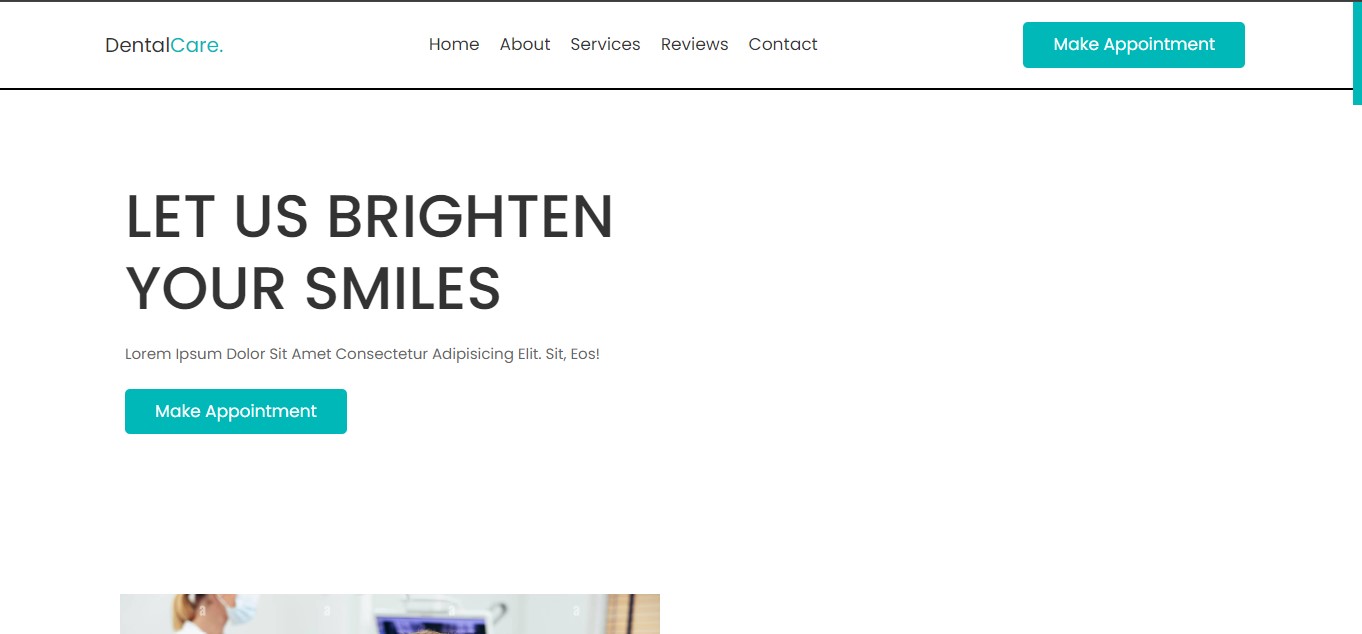 DentalCare.
Home About Services Reviews Contact
Make Appointment
LET US BRIGHTEN
YOUR SMILES
Lorem Ipsum Dolor Sit Amet Consectetur Adipisicing Elit. Sit, Eos!
Make Appointment
a a a a